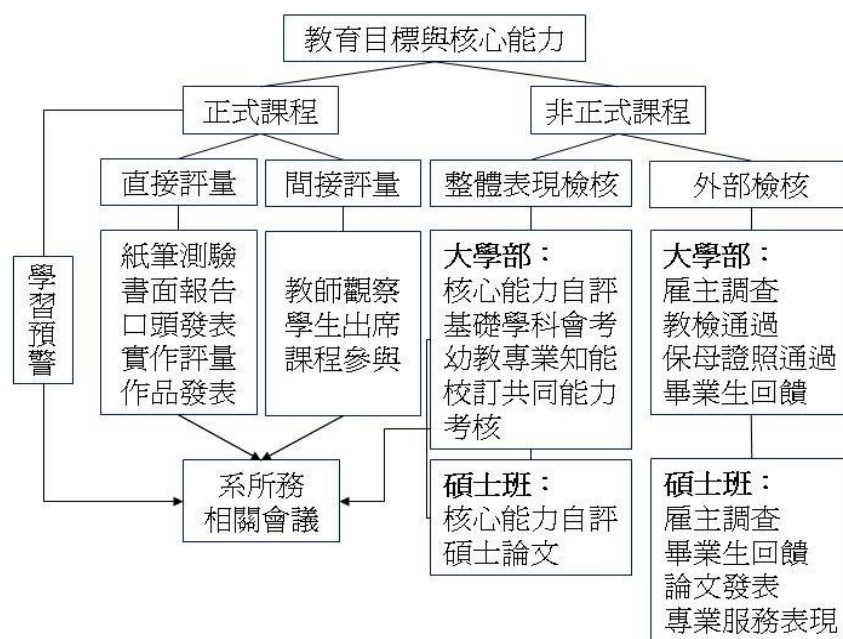 教育目標與核心能力
正式課程
非正式課程
直接評量
間接評量
整體表現檢核
外部檢核
學習預警
紙筆測驗
書面報告
口頭發表
實作評量
作品發表
教師觀察
學生出席
課程參與
大學部：
核心能力自評
基礎學科會考
幼教專業知能
校訂共同能力
考核
大學部：
雇主調查
教檢通過
保母證照通過
畢業生回饋
系所務
相關會議
碩士班：
核心能力自評
碩士論文
碩士班：
雇主調查
畢業生回饋
論文發表
專業服務表現